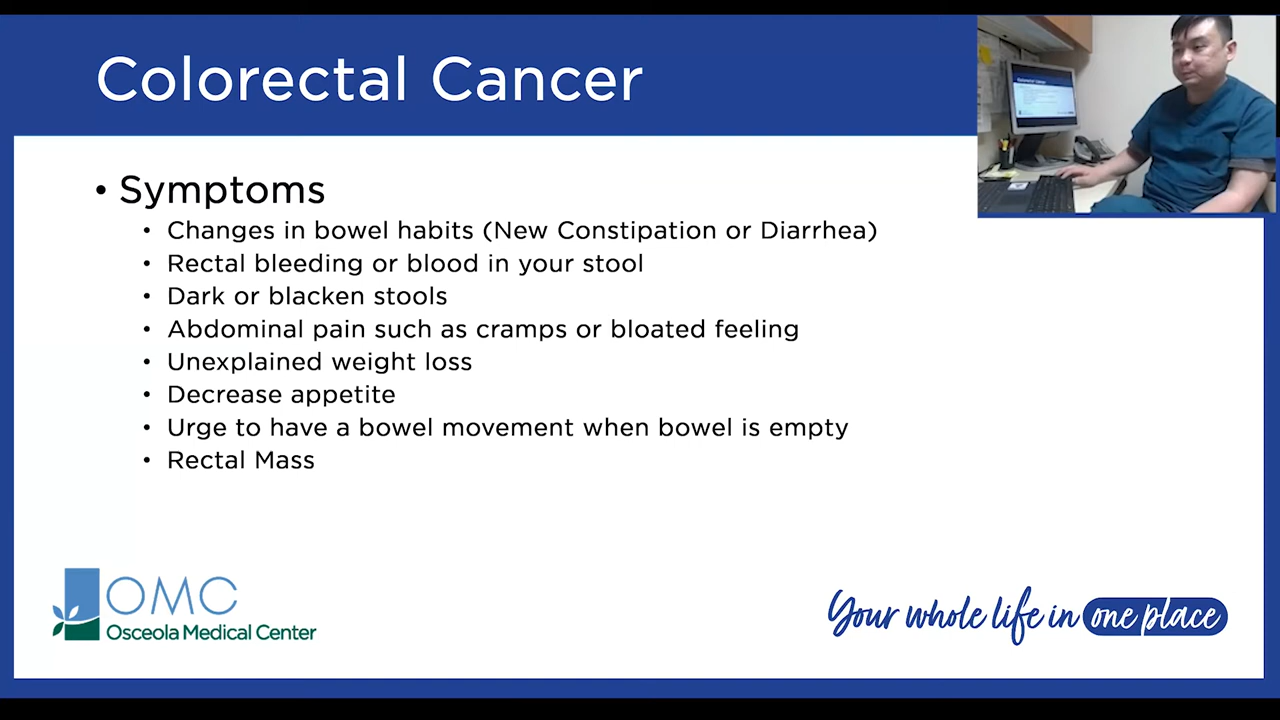 Colorectal Cancer
• Symptoms
• Changes in bowel habits (New Constipation or Diarrhea)
• Rectal bleeding or blood in your stool
• Dark or blacken stools
• Abdominal pain such as cramps or bloated feeling
• Unexplained weight loss
• Decrease appetite
• Urge to have a bowel movement when bowel is empty
• Rectal Mass
OMC
Osceola Medical Center
Your whole life in one place